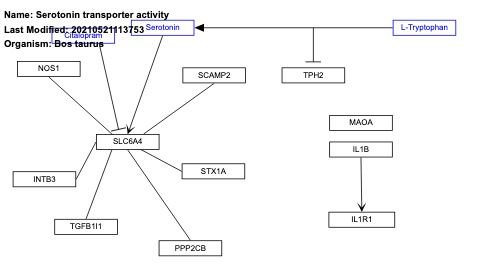 Name: Serotonin transporter activity
Last Modified: 20210521113753
Organism: Bos taurus
Citalopram
Serotonin
L-Tryptophan
NOS1
SCAMP2
TPH2
MAOA
SLC6A4
IL1B
INTB3
STX1A
TGFB1I1
IL1R1
PPP2CB